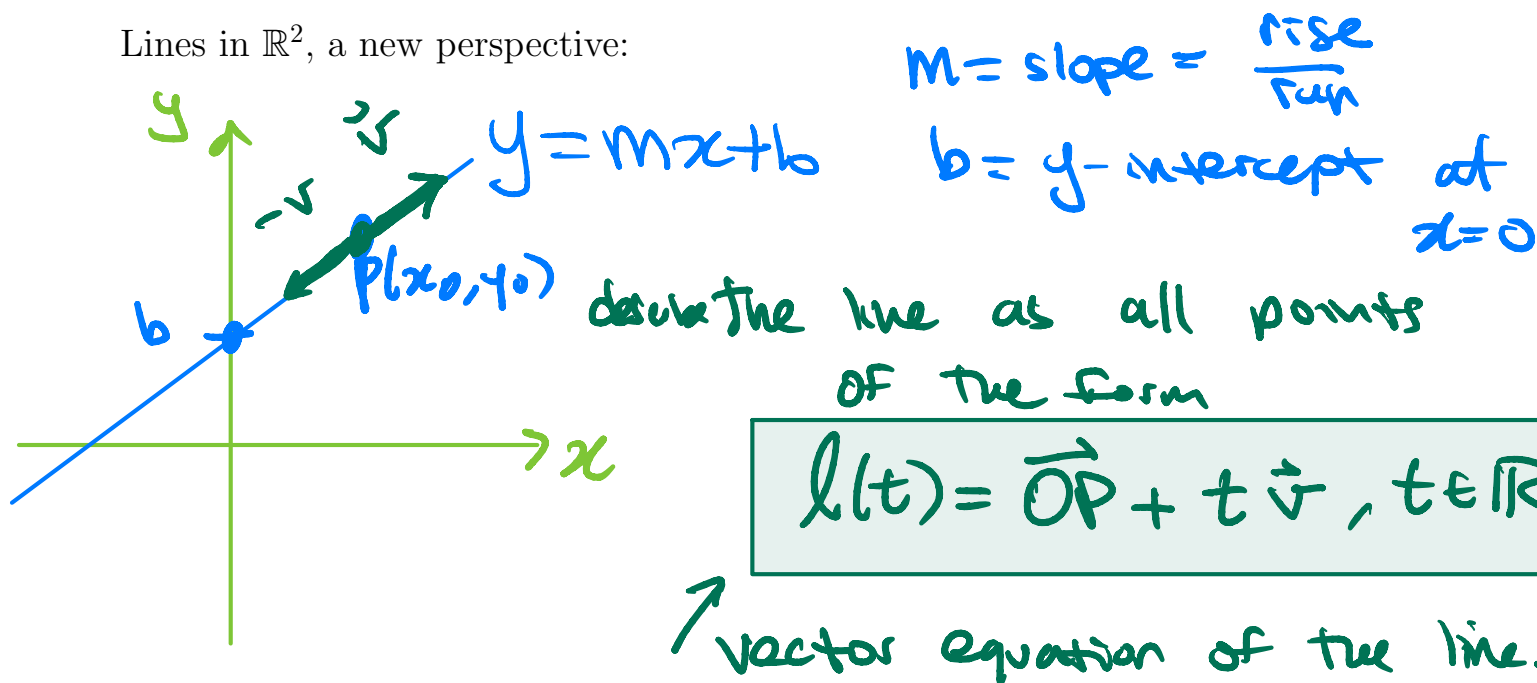 Lines in ℝ², a new perspective:
m = slope = rise/run
y
v⃗
y = mx + b
b = y-intercept at
x = 0
-v
P(x₀, y₀)
b
describe the line as all points
of the form
x
l(t) = O͞P⃗ + t v⃗, t ∈ ℝ
vector equation of the line.